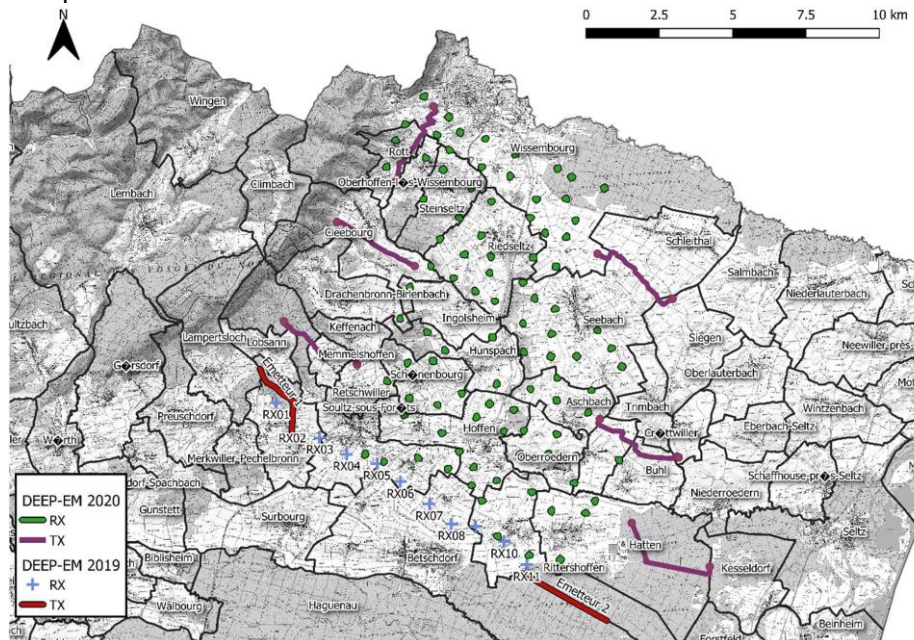 N
0 2.5 5 7.5 10 km
Wingen
Wissembourg
Rott
Lembach
Climbach
Oberhoffen-l�s-Wissembourg
Steinseltz
Cleebourg
Riedseltz
Schleithal
Salmbach
Niederlauterbach
Drachenbronn-Birlenbach
Ingolsheim
Seebach
Siegen
Keffenach
Lampertsloch
Lobsann
Hunspach
Memmelshoffen
G�rsdorf
Oberlauterbach
Neewiller-près
Sch�nenbourg
Retschwiller
Emetteur 1
Aschbach
Trimbach
Wintzenbach
RX01
Soultz-sous-For�ts
Preuschdorf
Hoffen
Cr�ttwiller
Eberbach-Seltz
W�rth
RX02
RX03
Merkwiller-Pechelbronn
RX04
Oberroedern
Buhl
RX05
Schaffhouse-pr�s-Seltz
dorf-Spachbach
RX06
Niederroedern
DEEP-EM 2020
RX
TX
DEEP-EM 2019
RX
TX
Gunstett
Surbourg
RX07
RX08
Seltz
RX10
Hatten
Biblisheim
Betschdorf
Rittershoffen
Kesseldorf
RX11
Emetteur 2
Walbourg
Haguenau
Beinheim
Forstfeld